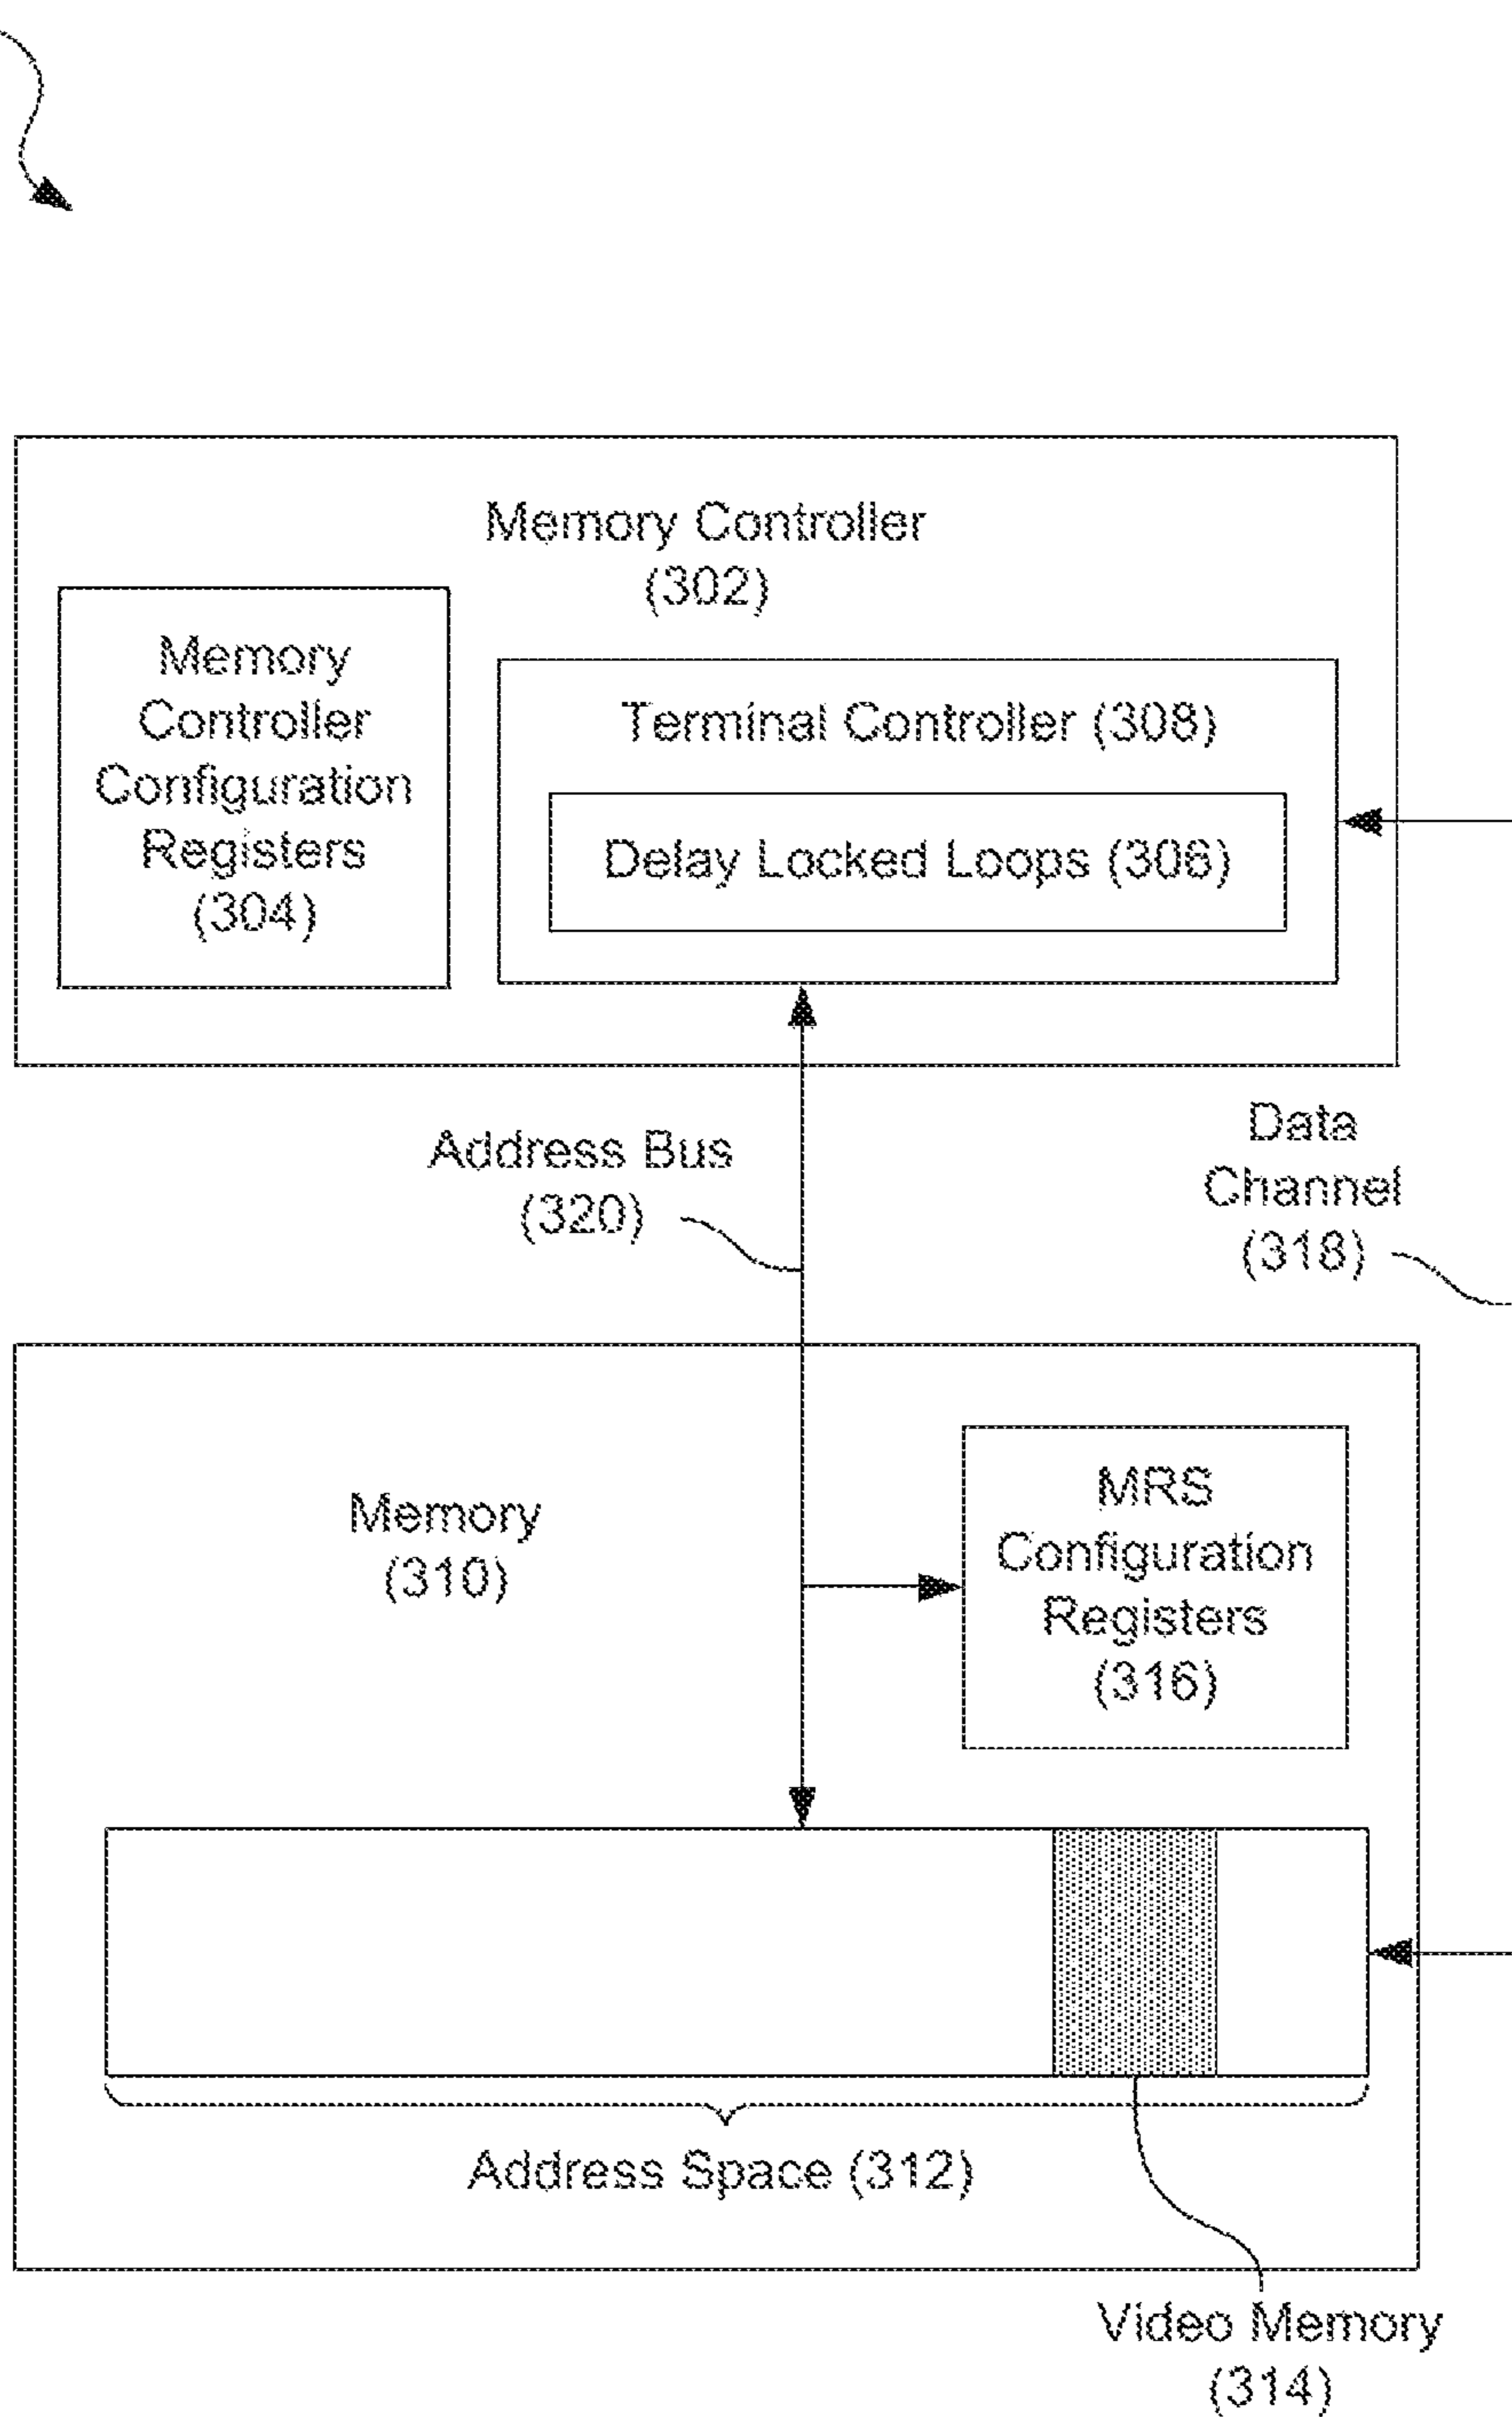 Memory Controller
(302)
Memory
Controller
Configuration
Registers
(304)
Terminal Controller (308)
Delay Locked Loops (306)
Address Bus
(320)
Data
Channel
(318)
Memory
(310)
MRS
Configuration
Registers
(316)
Address Space (312)
Video Memory
(314)